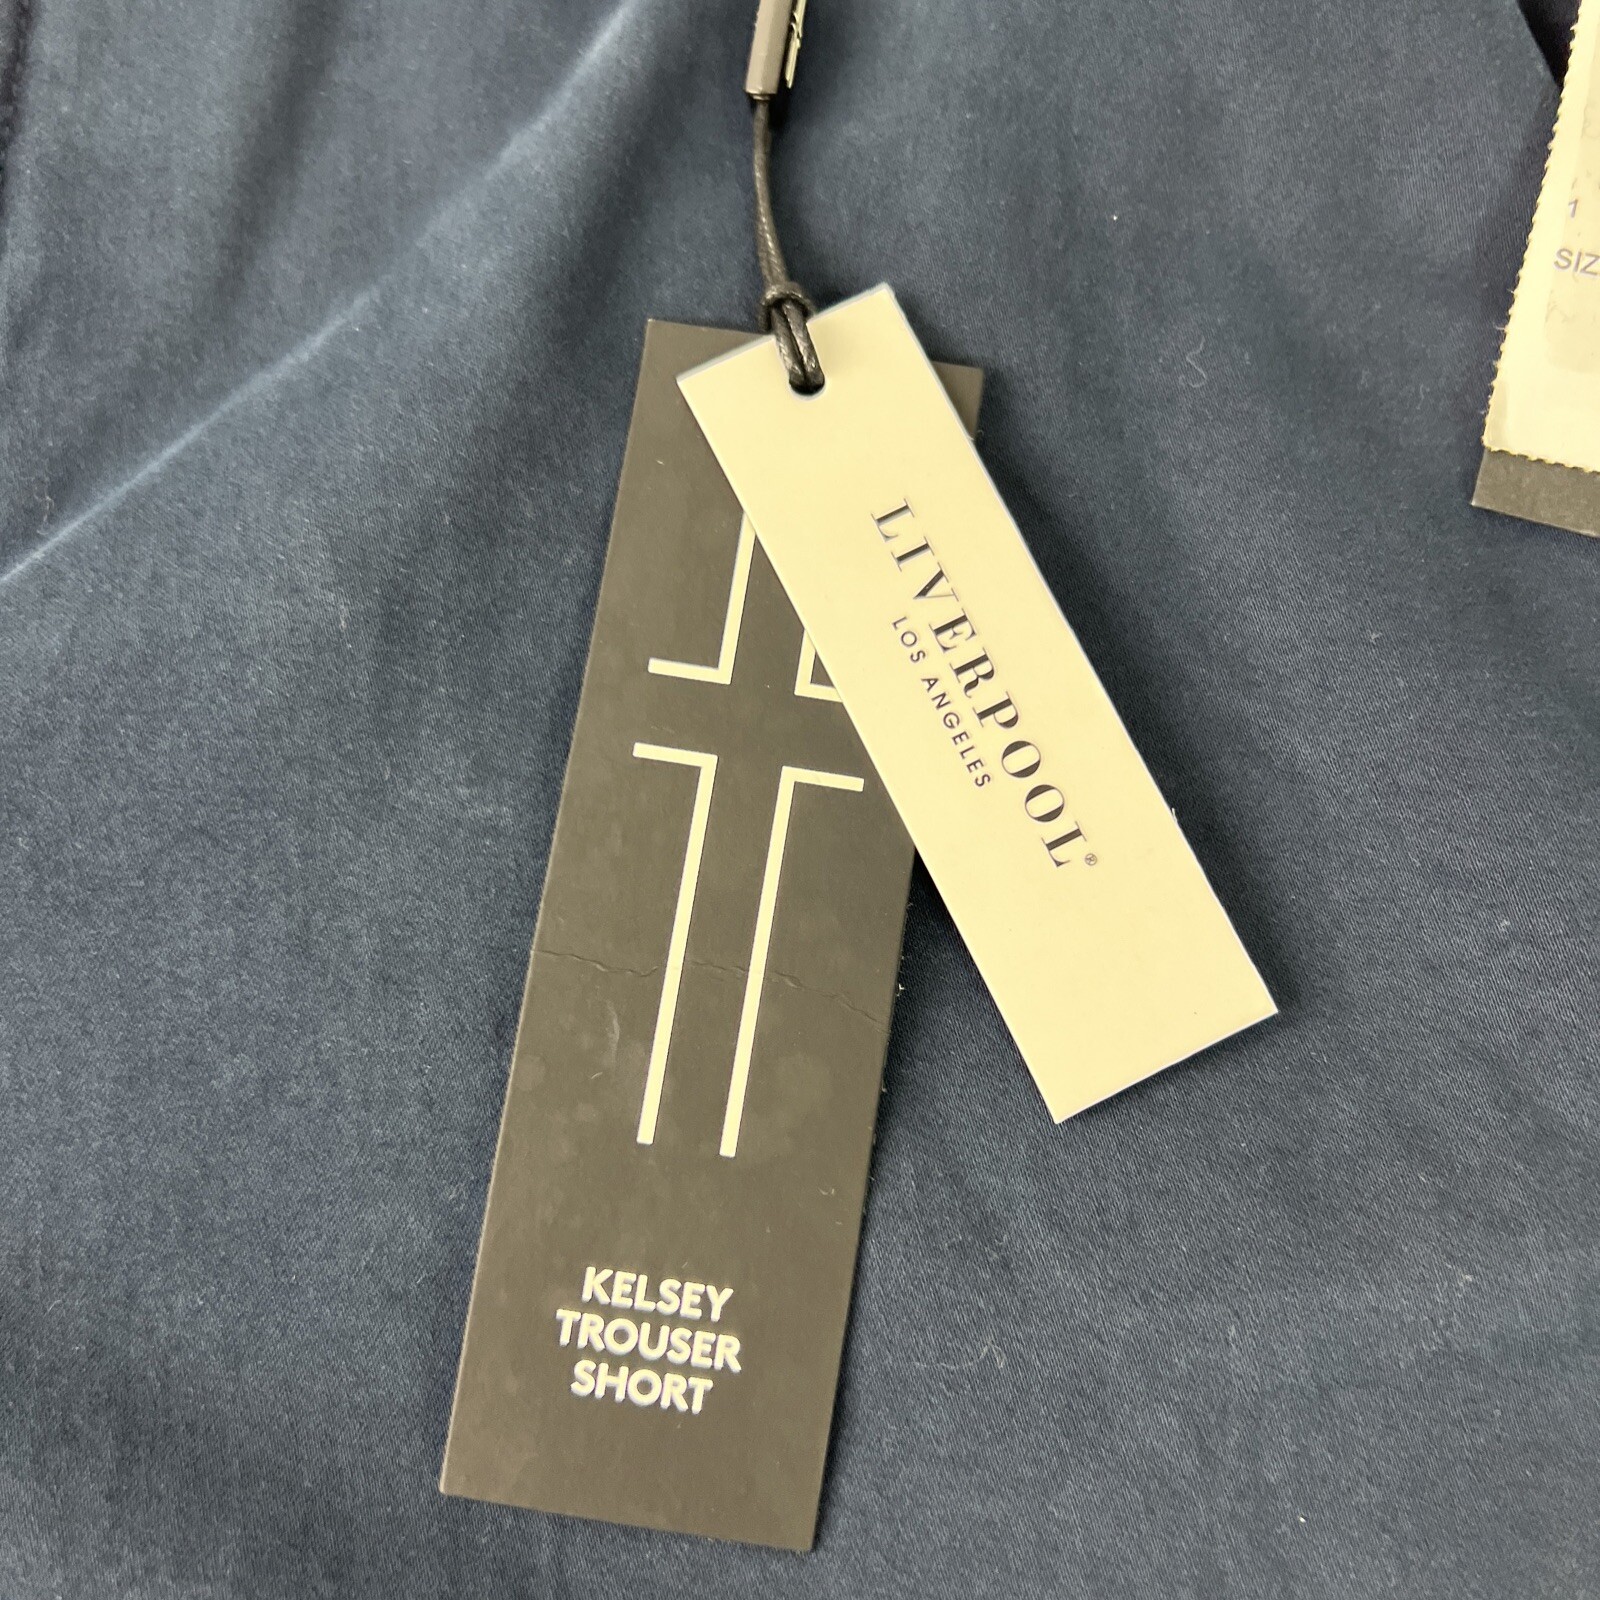 LIVERPOOL®
LOS ANGELES
KELSEY
TROUSER
SHORT
1
SIZ